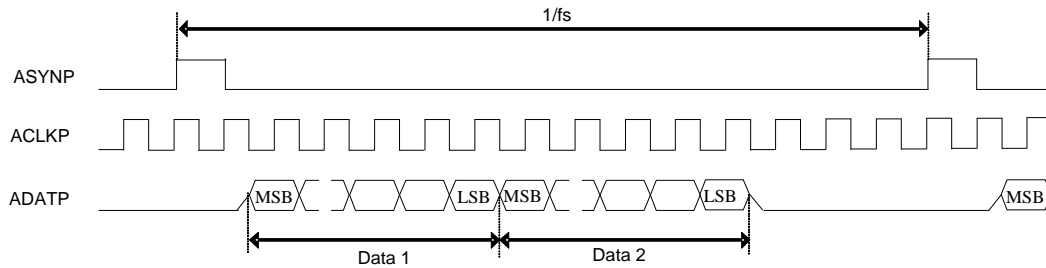 1/fs
ASYNP
ACLKP
ADATP MSB LSB MSB LSB MSB
Data 1 Data 2